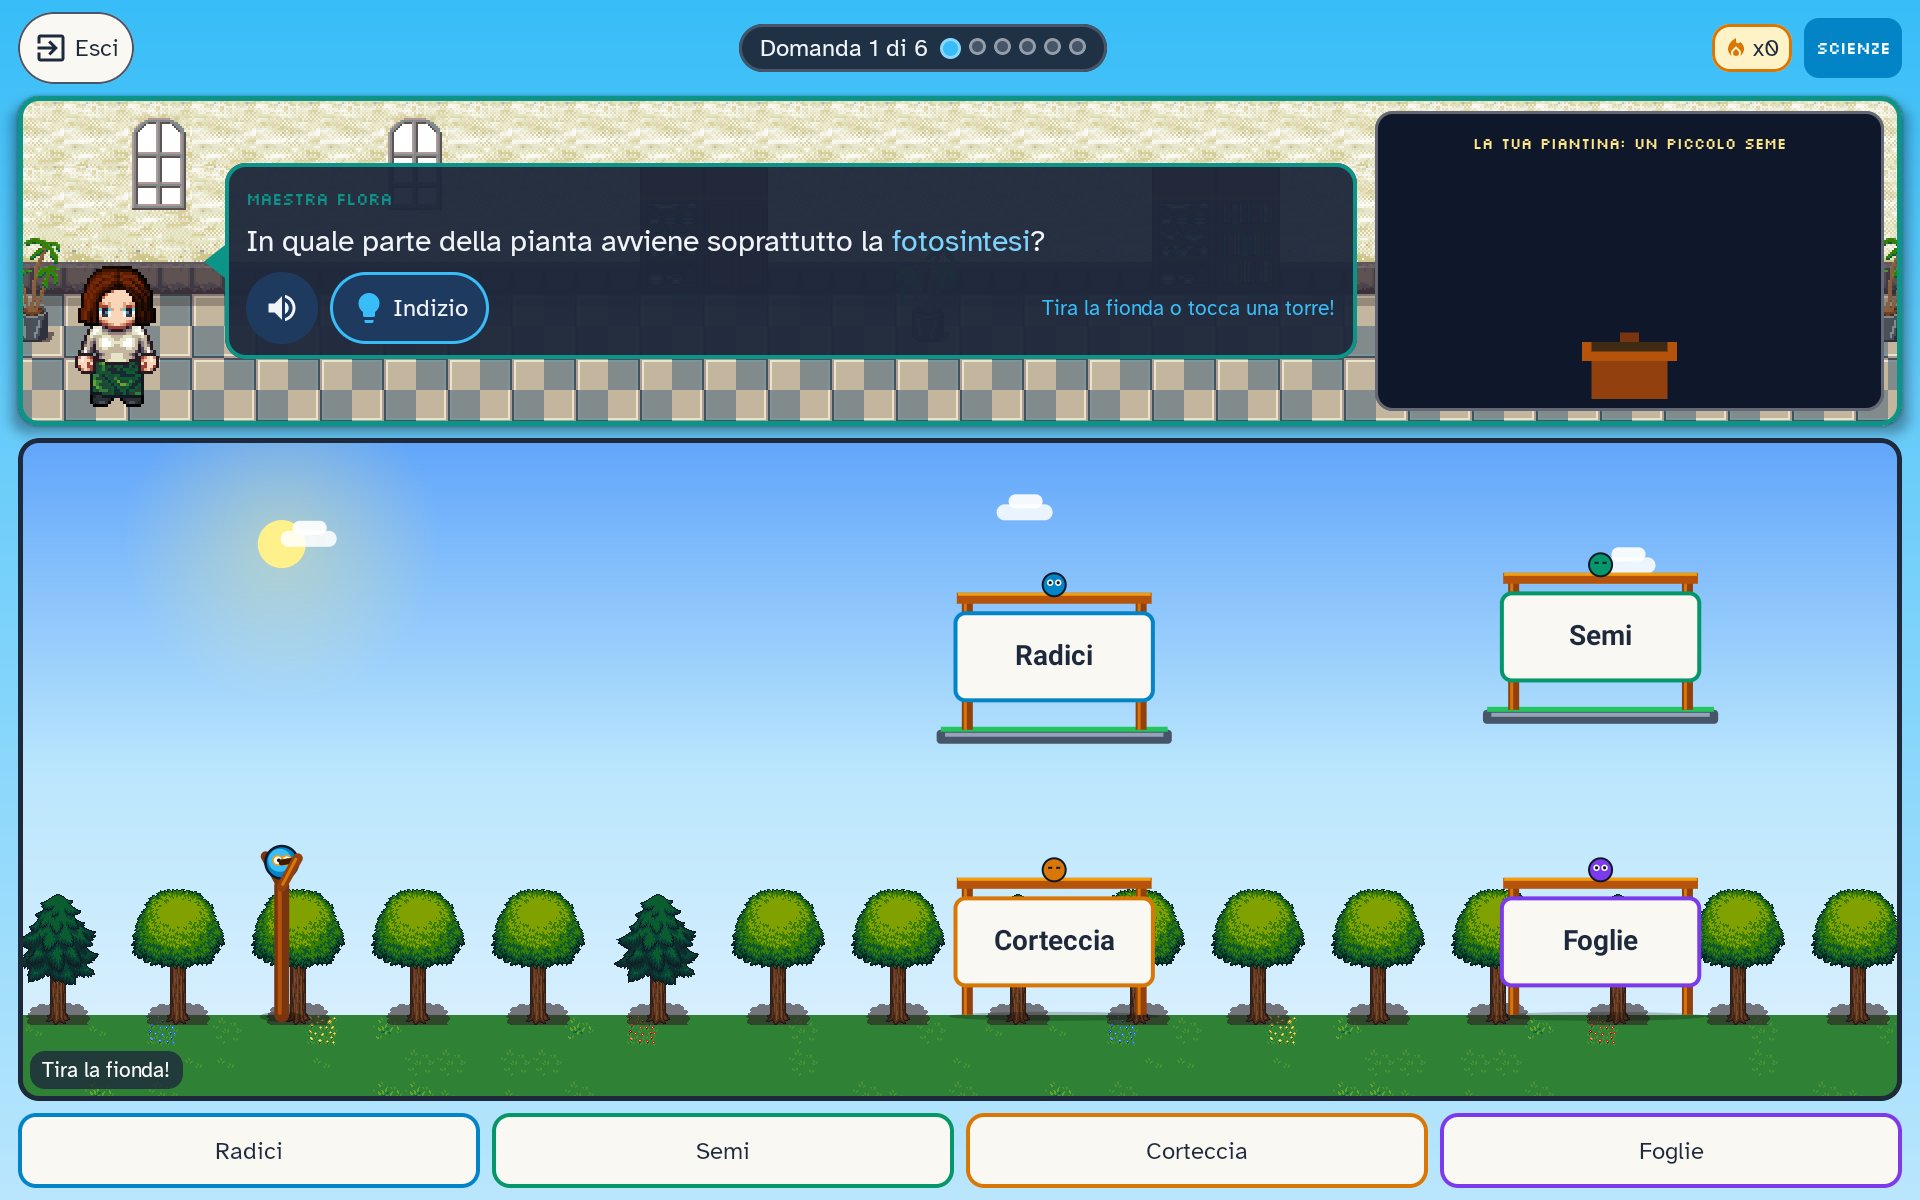 Esci
Domanda 1 di 6
x0
SCIENZE
LA TUA PIANTINA: UN PICCOLO SEME
MAESTRA FLORA
In quale parte della pianta avviene soprattutto la fotosintesi?
Indizio
Tira la fionda o tocca una torre!
Radici
Semi
Corteccia
Foglie
Tira la fionda!
Radici
Semi
Corteccia
Foglie